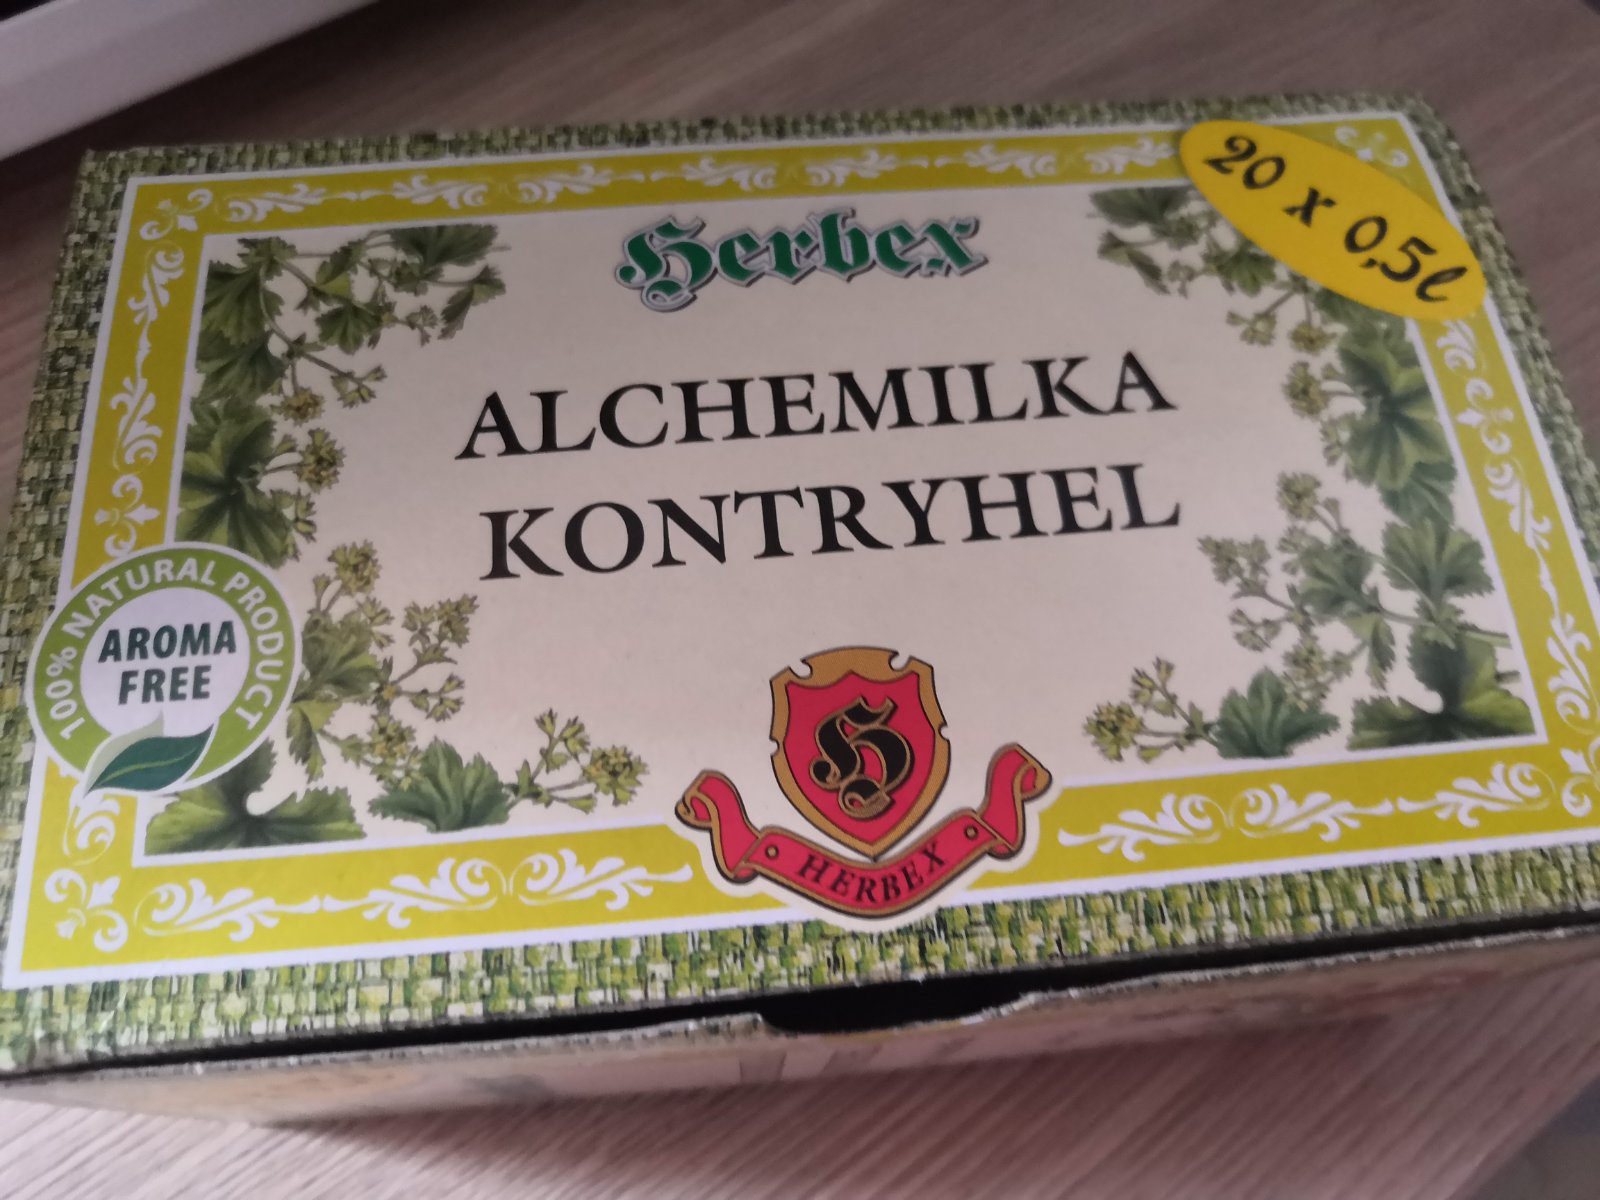 20 x 0,5l
Herbex
ALCHEMILKA
KONTRYHEL
100% NATURAL PRODUCT
AROMA
FREE
H
HERBEX